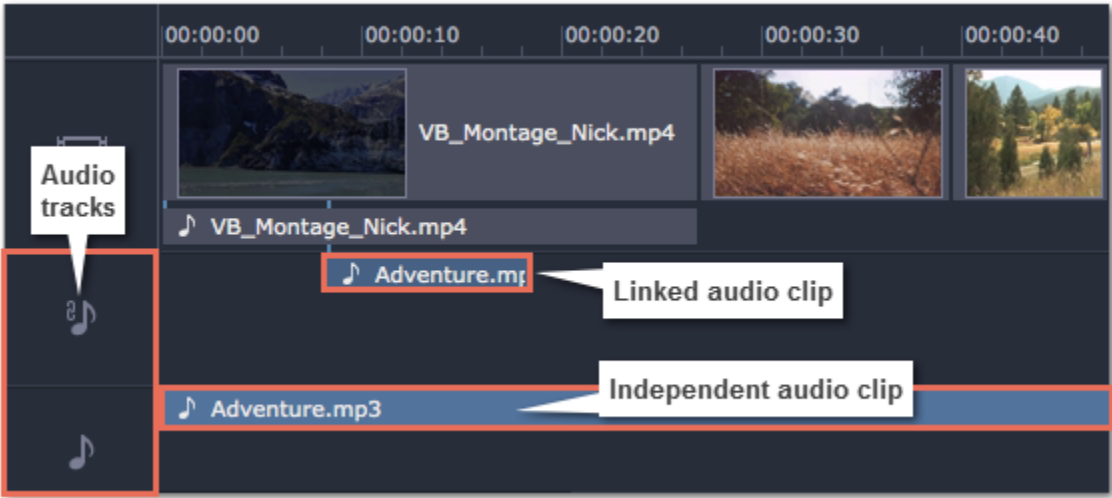 00:00:00 00:00:10 00:00:20 00:00:30 00:00:40
VB_Montage_Nick.mp4
Audio
tracks
VB_Montage_Nick.mp4
Adventure.mp
Linked audio clip
Independent audio clip
Adventure.mp3